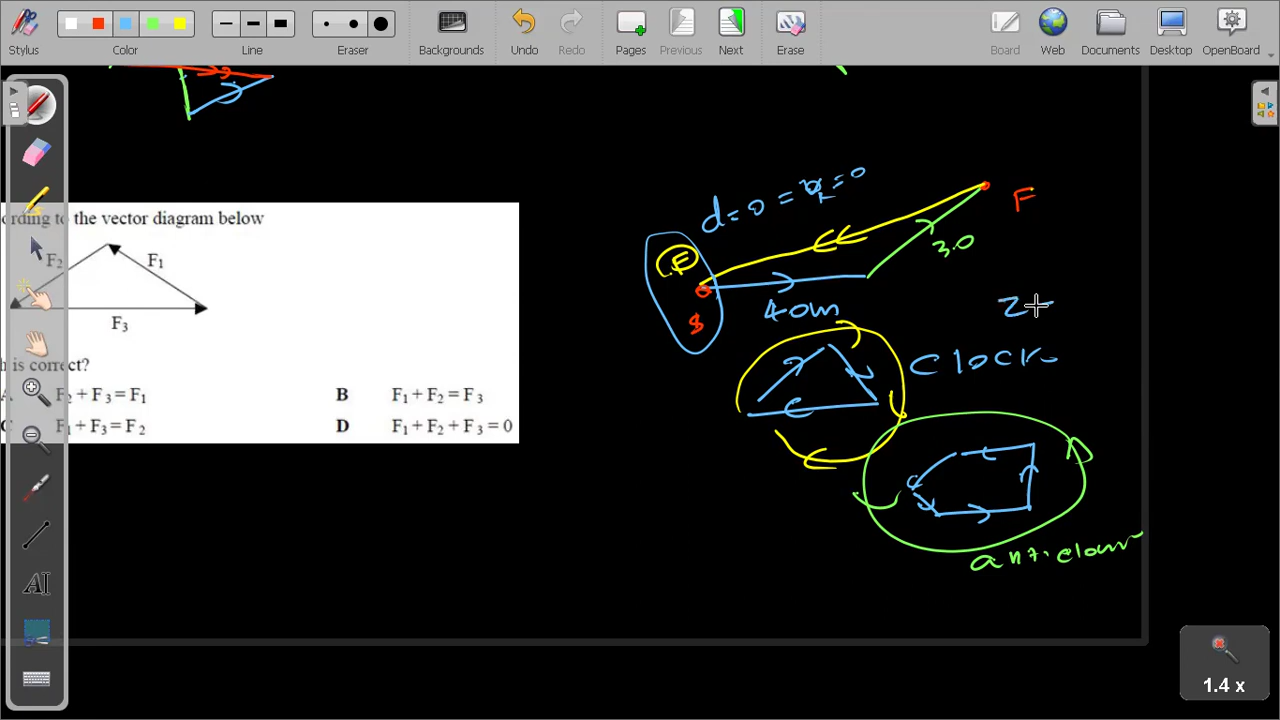 Stylus Color Line Eraser Backgrounds Undo Redo Pages Previous Next Erase Board Web Documents Desktop OpenBoard
ording to the vector diagram below
F2 F1
F3
h is correct?
F2 + F3 = F1 B F1 + F2 = F3
F1 + F3 = F2 D F1 + F2 + F3 = 0
F
3.0
F
40m
Clock
1.4 x